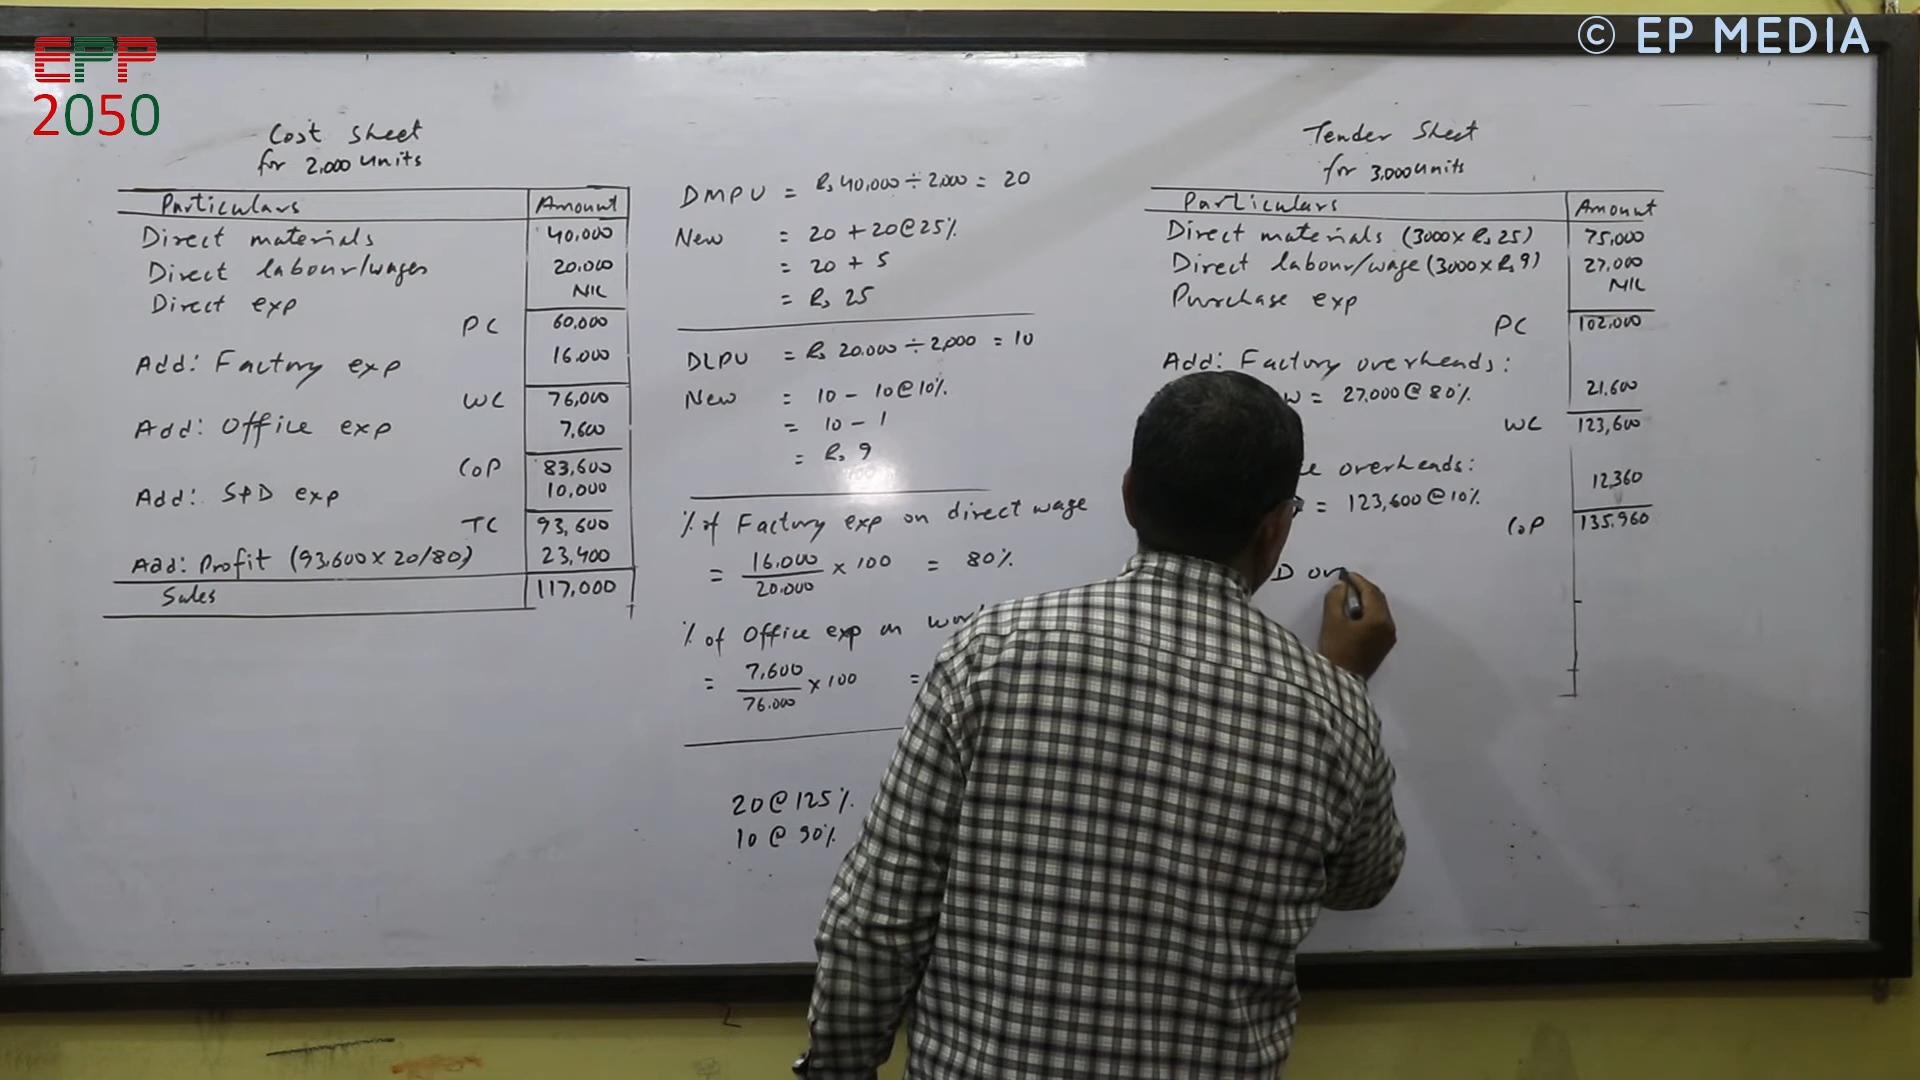 EPP
2050
© EP MEDIA
Cost Sheet
for 2,000 units
Particulars Amount
Direct materials 40,000
Direct labour/wages 20,000
Direct exp NIL
PC 60,000
Add: Factory exp 16,000
WC 76,000
Add: Office exp 7,600
COP 83,600
Add: S&D exp 10,000
TC 93,600
Add: Profit (93,600 x 20/80) 23,400
Sales 117,000
DMPU = Rs 40,000 ÷ 2,000 = 20
New = 20 + 20 @ 25%
= 20 + 5
= Rs 25
DLPU = Rs 20,000 ÷ 2,000 = 10
New = 10 - 10 @ 10%
= 10 - 1
= Rs 9
% of Factory exp on direct wage
= 16,000 / 20,000 x 100 = 80%
% of Office exp on
= 7,600 / 76,000 x 100 =
20 @ 125%
10 @ 90%
Tender Sheet
for 3,000 units
Particulars Amount
Direct materials (3000 x Rs 25) 75,000
Direct labour/wage (3000 x Rs 9) 27,000
Purchase exp NIL
PC 102,000
Add: Factory overheads:
= 27,000 @ 80% 21,600
WC 123,600
overheads:
= 123,600 @ 10% 12,360
COP 135,960
D